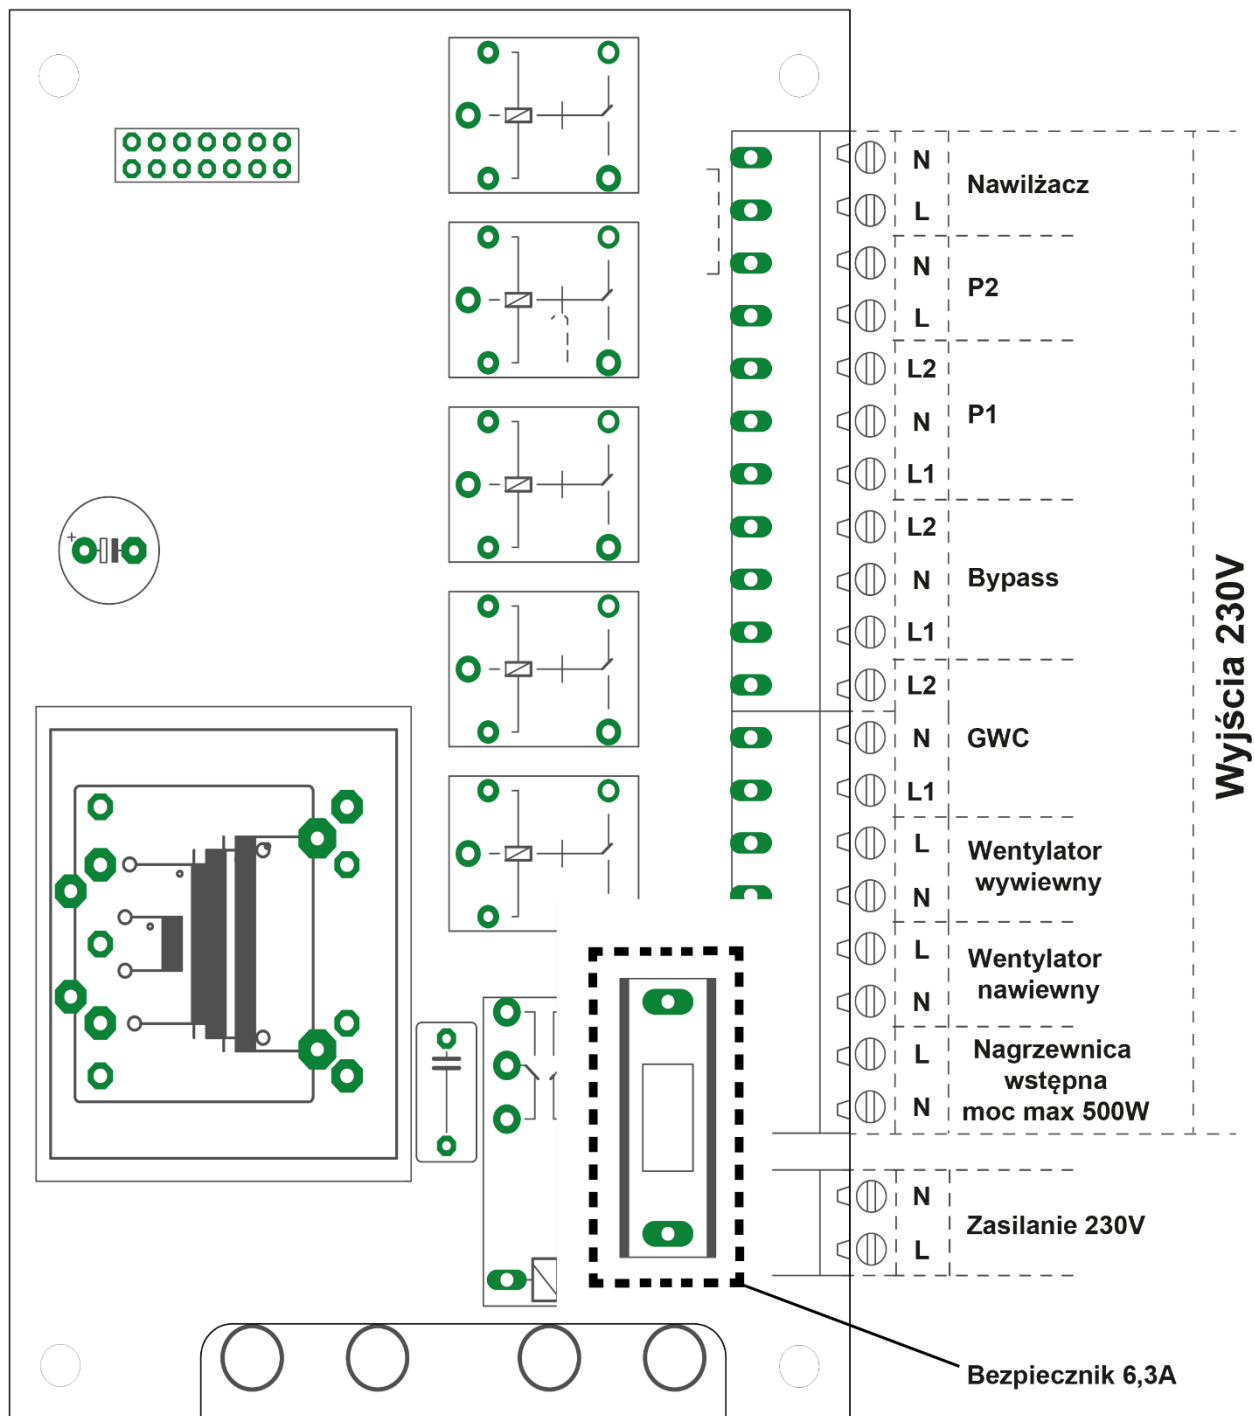 N
Nawilżacz
L
N
P2
L
L2
P1
N
L1
L2
N
Bypass
L1
L2
N
GWC
L1
L
Wentylator
wywiewny
N
L
Wentylator
nawiewny
N
L
Nagrzewnica
wstępna
N
moc max 500W
Wyjścia 230V
N
Zasilanie 230V
L
Bezpiecznik 6,3A
+